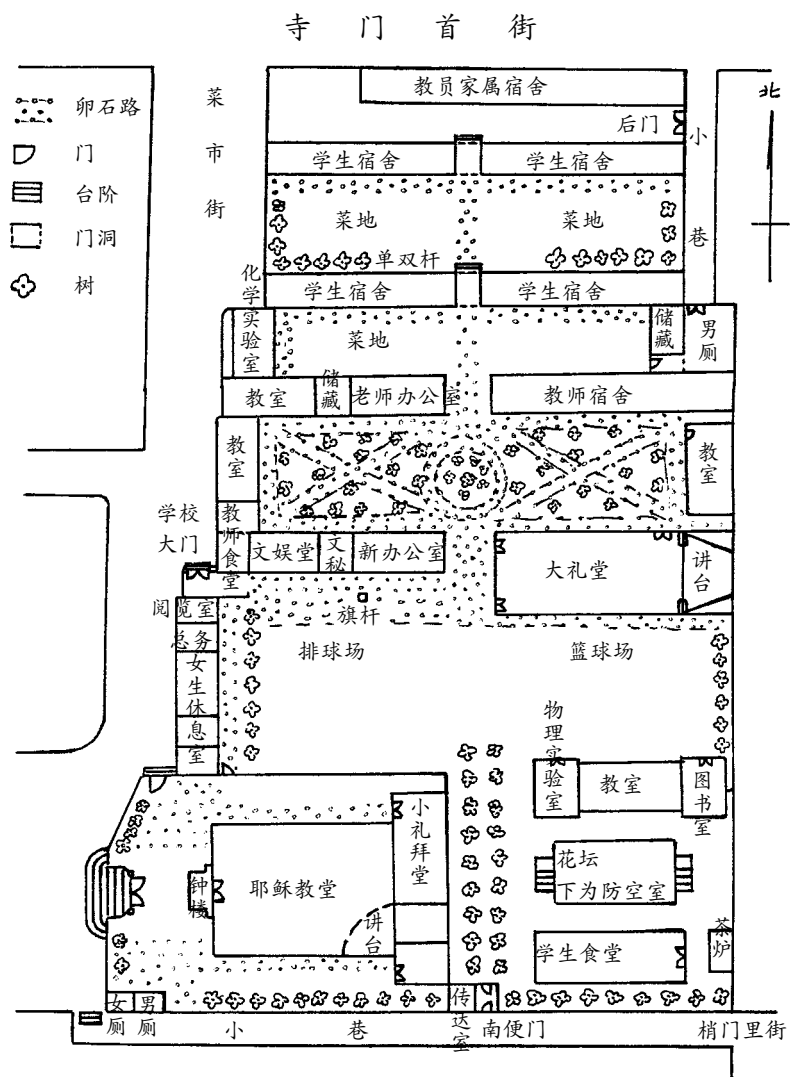 寺门首街
卵石路
门
台阶
门洞
树
菜市街
北
教员家属宿舍
后门
小巷
学生宿舍
学生宿舍
菜地
菜地
单双杆
学生宿舍
学生宿舍
化学实验室
菜地
储藏
男厕
教室
储藏
老师办公室
教师宿舍
教室
教室
学校
大门
教师食堂
文娱堂
文秘
新办公室
大礼堂
讲台
阅览室
旗杆
总务
排球场
篮球场
女生休息室
物理实验室
教室
图书室
小礼拜堂
钟楼
耶稣教堂
讲台
花坛
下为防空室
学生食堂
茶炉
女厕
男厕
小巷
传达室
南便门
梢门里街